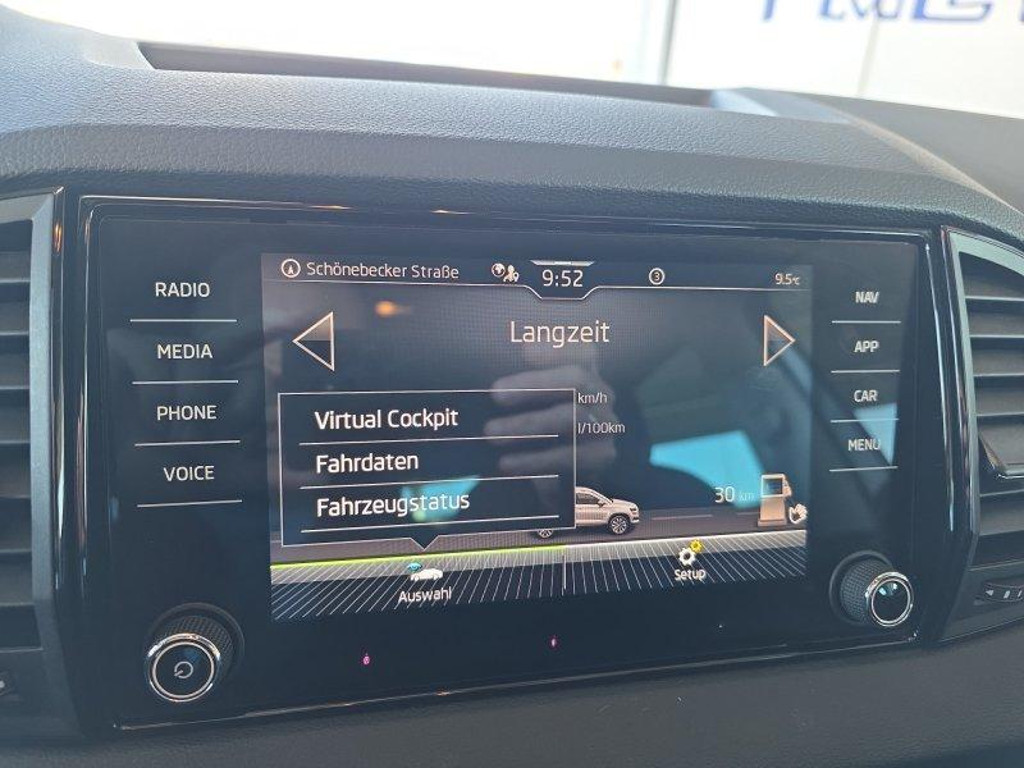 Schönebecker Straße 9:52 3 9.5°C
RADIO
MEDIA
PHONE
VOICE
Langzeit
Virtual Cockpit
Fahrdaten
Fahrzeugstatus
km/h
l/100km
30 km
Auswahl
Setup
NAV
APP
CAR
MENU